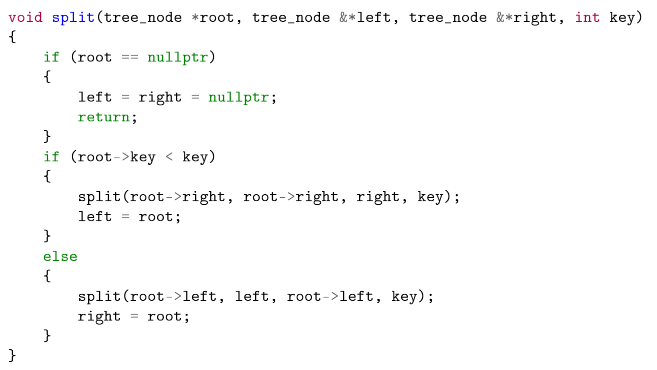 void split(tree_node *root, tree_node &*left, tree_node &*right, int key)
{
    if (root == nullptr)
    {
        left = right = nullptr;
        return;
    }
    if (root->key < key)
    {
        split(root->right, root->right, right, key);
        left = root;
    }
    else
    {
        split(root->left, left, root->left, key);
        right = root;
    }
}